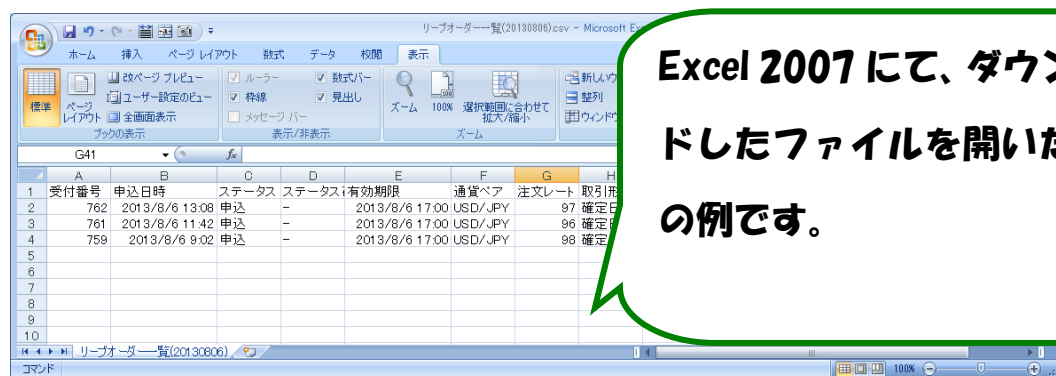 リーブオーダー一覧(20130806).csv - Microsoft Ex
ホーム 挿入 ページ レイアウト 数式 データ 校閲 表示
標準
ページ レイアウト
改ページ プレビュー
ユーザー設定のビュー
全画面表示
ブックの表示
ルーラー
枠線
メッセージ バー
数式バー
見出し
表示/非表示
ズーム
100%
選択範囲に合わせて
拡大/縮小
ズーム
新しいウ
整列
ウィンドウ
G41
fx
A B C D E F G H
1 受付番号 申込日時 ステータス ステータス 有効期限 通貨ペア 注文レート 取引形
2 762 2013/8/6 13:08 申込 - 2013/8/6 17:00 USD/JPY 97 確定日
3 761 2013/8/6 11:42 申込 - 2013/8/6 17:00 USD/JPY 96 確定日
4 759 2013/8/6 9:02 申込 - 2013/8/6 17:00 USD/JPY 98 確定日
5
6
7
8
9
10
リーブオーダー一覧(20130806)
コマンド
100%
Excel 2007 にて、ダウン
ドしたファイルを開いた
の例です。